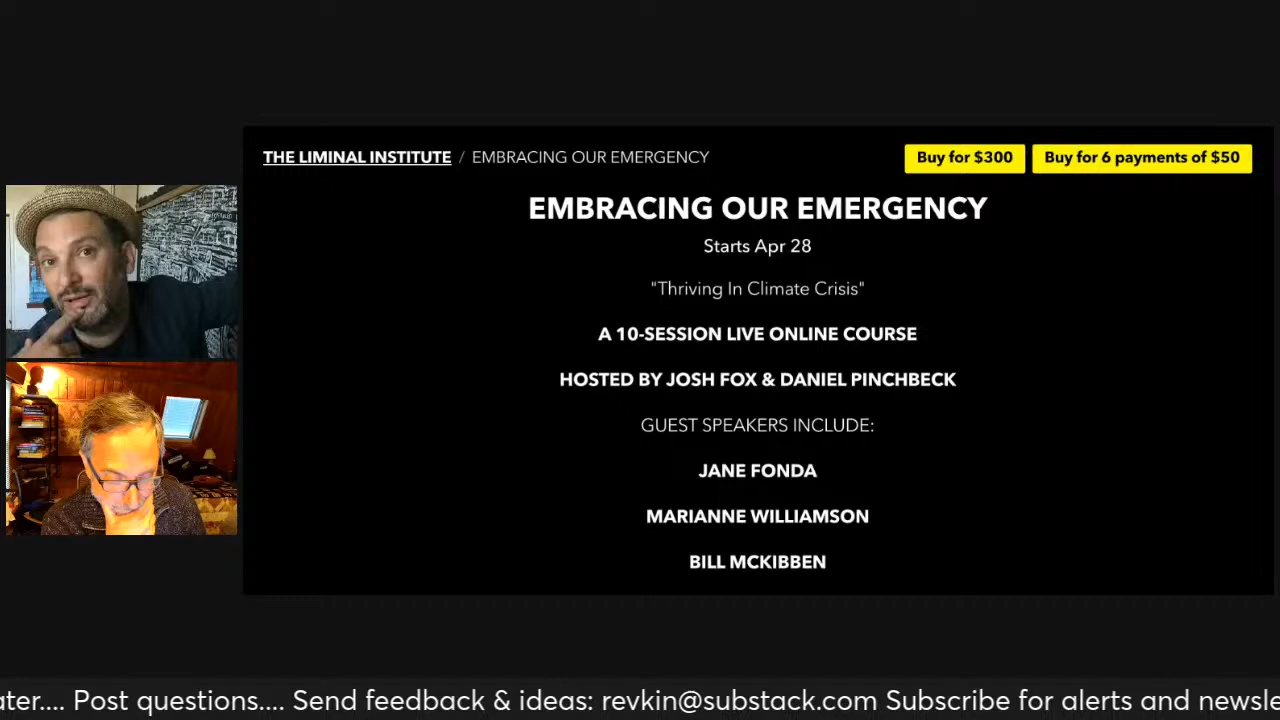 THE LIMINAL INSTITUTE / EMBRACING OUR EMERGENCY
Buy for $300
Buy for 6 payments of $50
EMBRACING OUR EMERGENCY
Starts Apr 28
"Thriving In Climate Crisis"
A 10-SESSION LIVE ONLINE COURSE
HOSTED BY JOSH FOX & DANIEL PINCHBECK
GUEST SPEAKERS INCLUDE:
JANE FONDA
MARIANNE WILLIAMSON
BILL MCKIBBEN
ater.... Post questions.... Send feedback & ideas: revkin@substack.com Subscribe for alerts and newsle